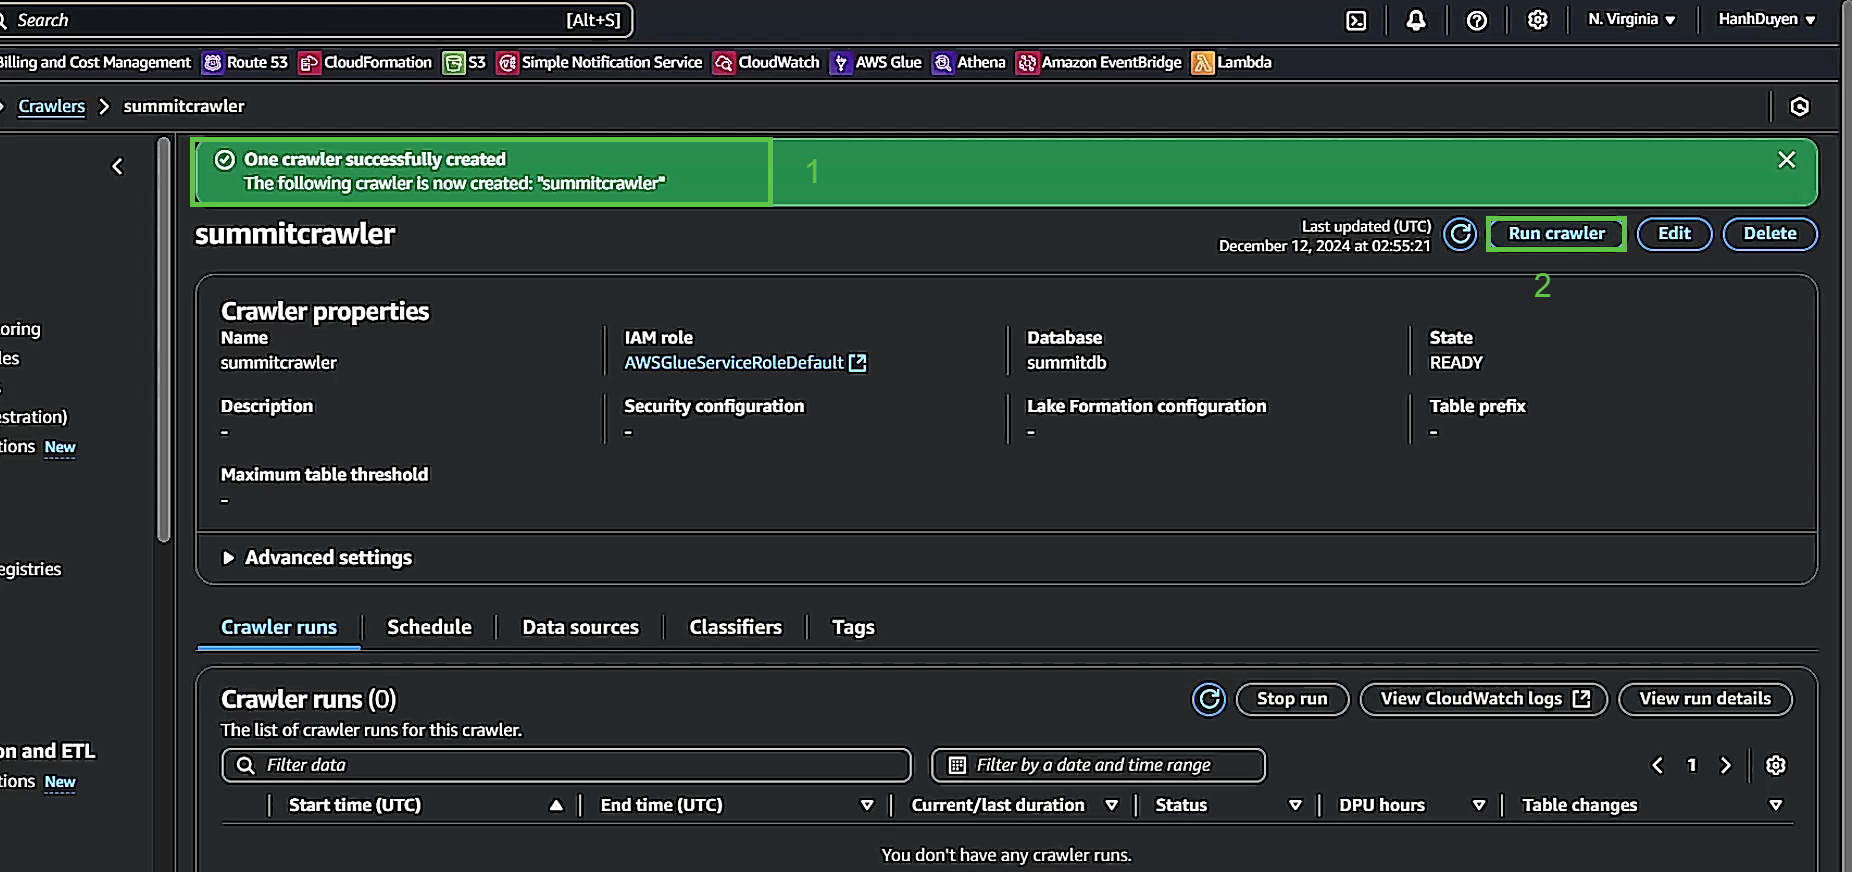 Search [Alt+S] N. Virginia HanhDuyen
Billing and Cost Management Route 53 CloudFormation S3 Simple Notification Service CloudWatch AWS Glue Athena Amazon EventBridge Lambda
Crawlers > summitcrawler
One crawler successfully created
The following crawler is now created: "summitcrawler"
1
summitcrawler
Last updated (UTC)
December 12, 2024 at 02:55:21
Run crawler Edit Delete
2
Crawler properties
Name
summitcrawler
IAM role
AWSGlueServiceRoleDefault
Database
summitdb
State
READY
Description
-
Security configuration
-
Lake Formation configuration
-
Table prefix
-
Maximum table threshold
-
Advanced settings
oring
les
stration)
tions New
egistries
on and ETL
tions New
Crawler runs Schedule Data sources Classifiers Tags
Crawler runs (0)
The list of crawler runs for this crawler.
Stop run View CloudWatch logs View run details
Filter data Filter by a date and time range < 1 >
Start time (UTC) End time (UTC) Current/last duration Status DPU hours Table changes
You don't have any crawler runs.